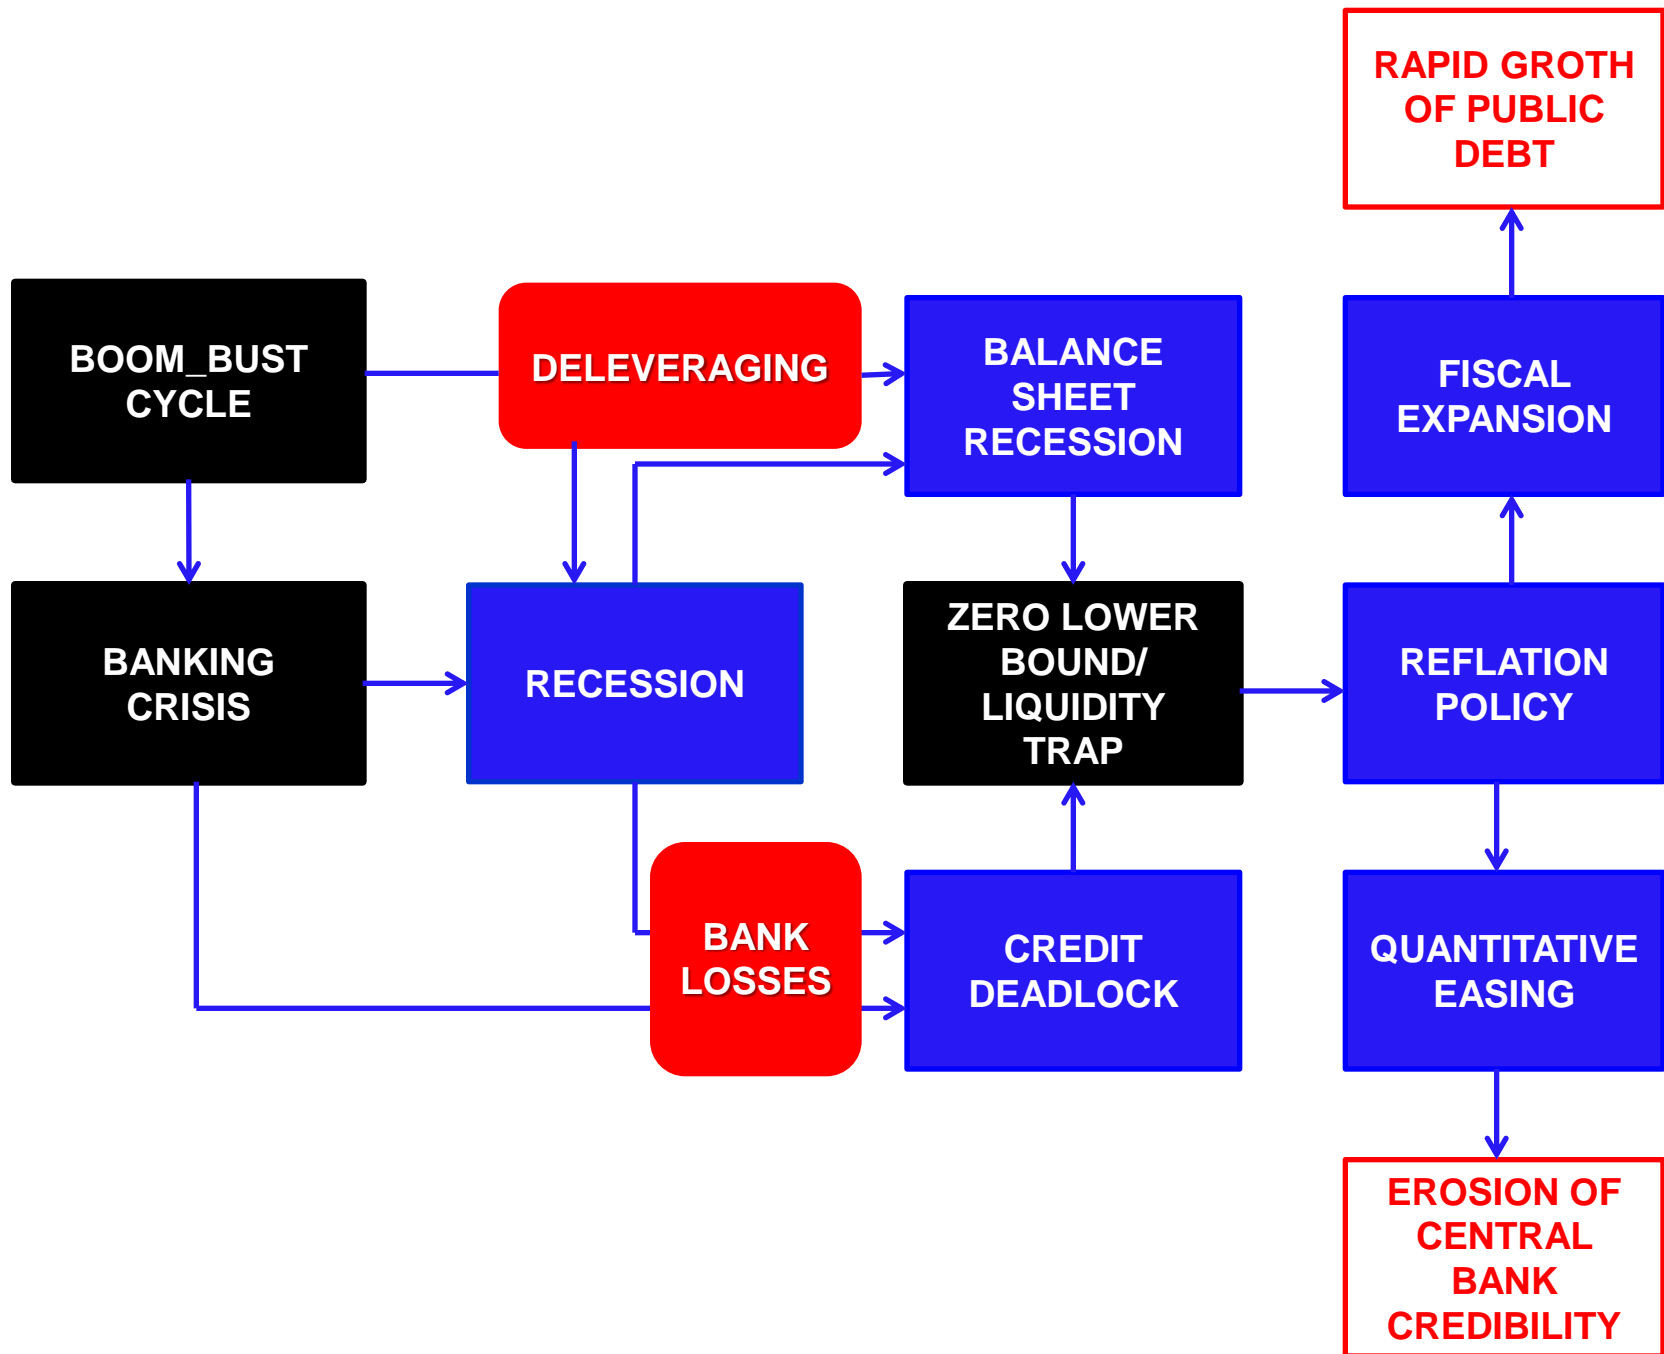 RAPID GROTH
OF PUBLIC
DEBT
BOOM_BUST
CYCLE
DELEVERAGING
BALANCE
SHEET
RECESSION
FISCAL
EXPANSION
BANKING
CRISIS
RECESSION
ZERO LOWER
BOUND/
LIQUIDITY
TRAP
REFLATION
POLICY
BANK
LOSSES
CREDIT
DEADLOCK
QUANTITATIVE
EASING
EROSION OF
CENTRAL
BANK
CREDIBILITY